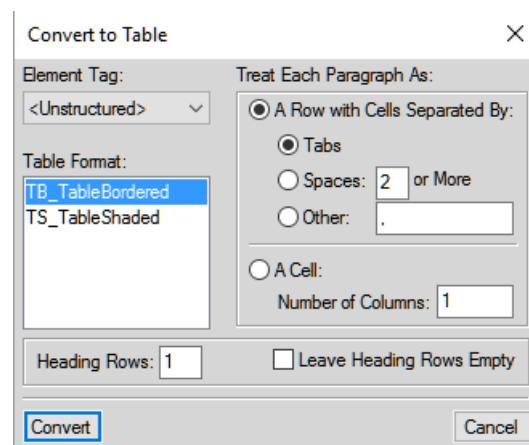 Convert to Table
Element Tag:
<Unstructured>
Table Format:
TB_TableBordered
TS_TableShaded
Treat Each Paragraph As:
A Row with Cells Separated By:
Tabs
Spaces: 2 or More
Other: .
A Cell:
Number of Columns: 1
Heading Rows: 1
Leave Heading Rows Empty
Convert
Cancel